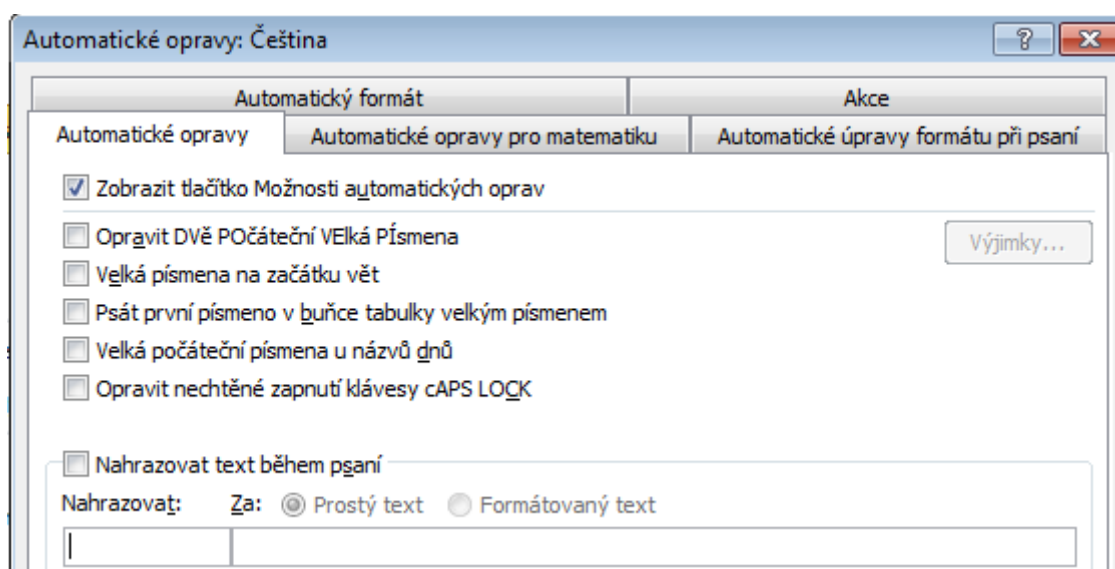 Automatické opravy: Čeština
Automatický formát Akce
Automatické opravy Automatické opravy pro matematiku Automatické úpravy formátu při psaní
Zobrazit tlačítko Možnosti automatických oprav
Opravit DVě POčáteční VElká PÍsmena Výjimky...
Velká písmena na začátku vět
Psát první písmeno v buňce tabulky velkým písmenem
Velká počáteční písmena u názvů dnů
Opravit nechtěné zapnutí klávesy cAPS LOCK
Nahrazovat text během psaní
Nahrazovat: Za: Prostý text Formátovaný text